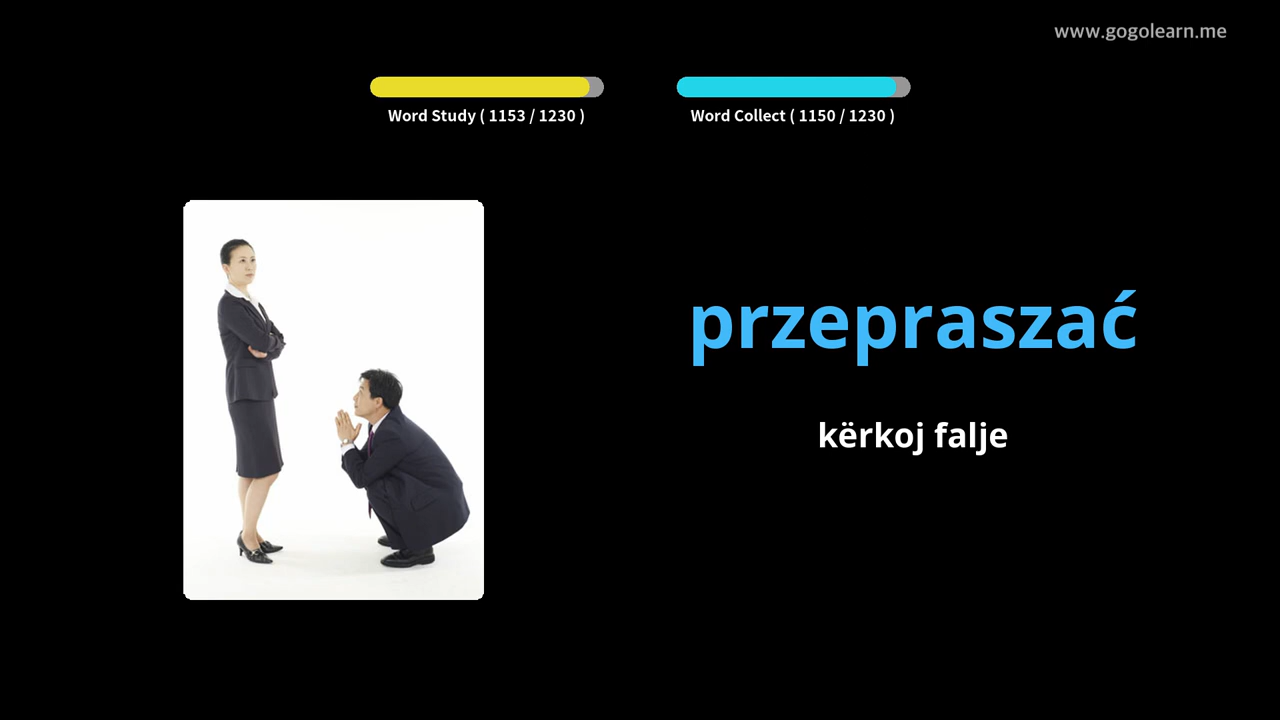 www.gogolearn.me
Word Study ( 1153 / 1230 )
Word Collect ( 1150 / 1230 )
przepraszać
kërkoj falje